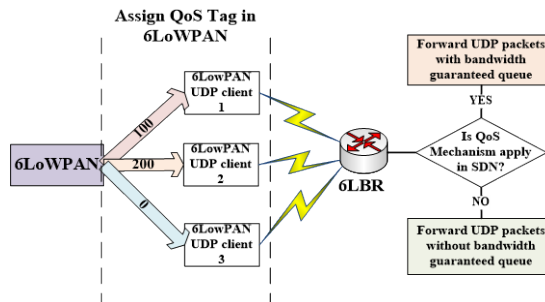 Assign QoS Tag in
6LoWPAN
6LoWPAN
100
200
0
6LowPAN
UDP client
1
6LowPAN
UDP client
2
6LowPAN
UDP client
3
6LBR
Forward UDP packets
with bandwidth
guaranteed queue
YES
Is QoS
Mechanism apply
in SDN?
NO
Forward UDP packets
without bandwidth
guaranteed queue